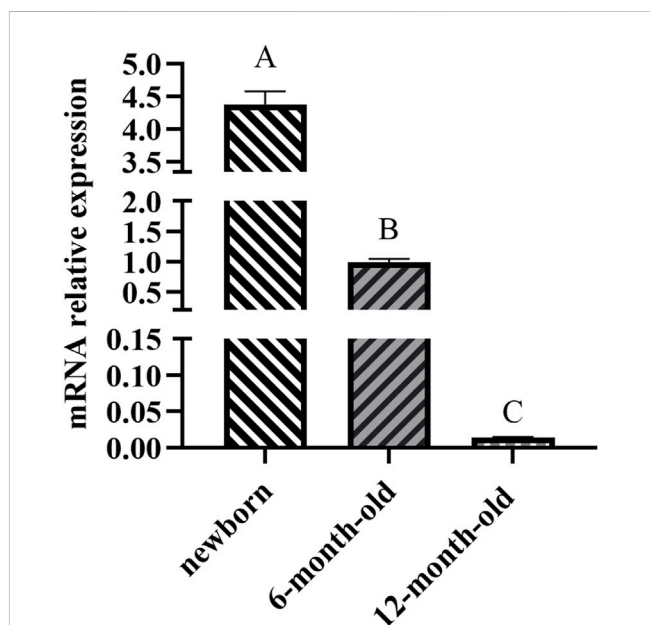 mRNA relative expression
5.0
4.5
4.0
3.5
2.0
1.5
1.0
0.5
0.15
0.10
0.05
0.00
A
B
C
newborn
6-month-old
12-month-old